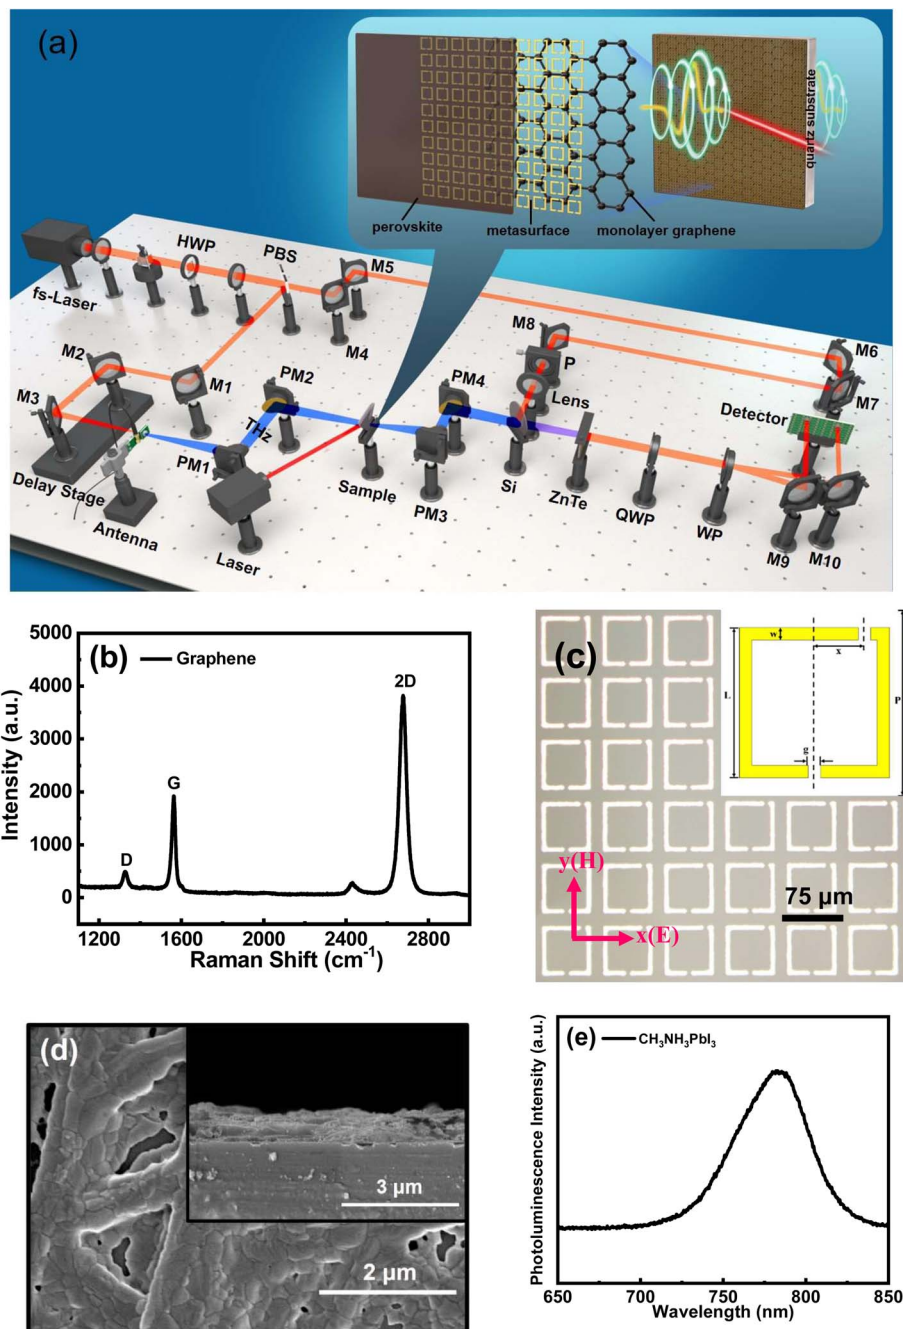 (a)
perovskite
metasurface
monolayer graphene
quartz substrate
fs-Laser
HWP
PBS
M5
M4
M2
M1
M3
PM2
THz
PM1
Delay Stage
Antenna
Laser
Sample
PM4
PM3
M8
P
Lens
Si
ZnTe
QWP
WP
Detector
M6
M7
M9
M10
(b)
Graphene
5000
4000
3000
2000
1000
0
Intensity (a.u.)
D
G
2D
1200
1600
2000
2400
2800
Raman Shift (cm⁻¹)
(c)
w
x
L
P
g
y(H)
x(E)
75 μm
(d)
3 μm
2 μm
(e)
CH₃NH₃PbI₃
Photoluminescence Intensity (a.u.)
650
700
750
800
850
Wavelength (nm)